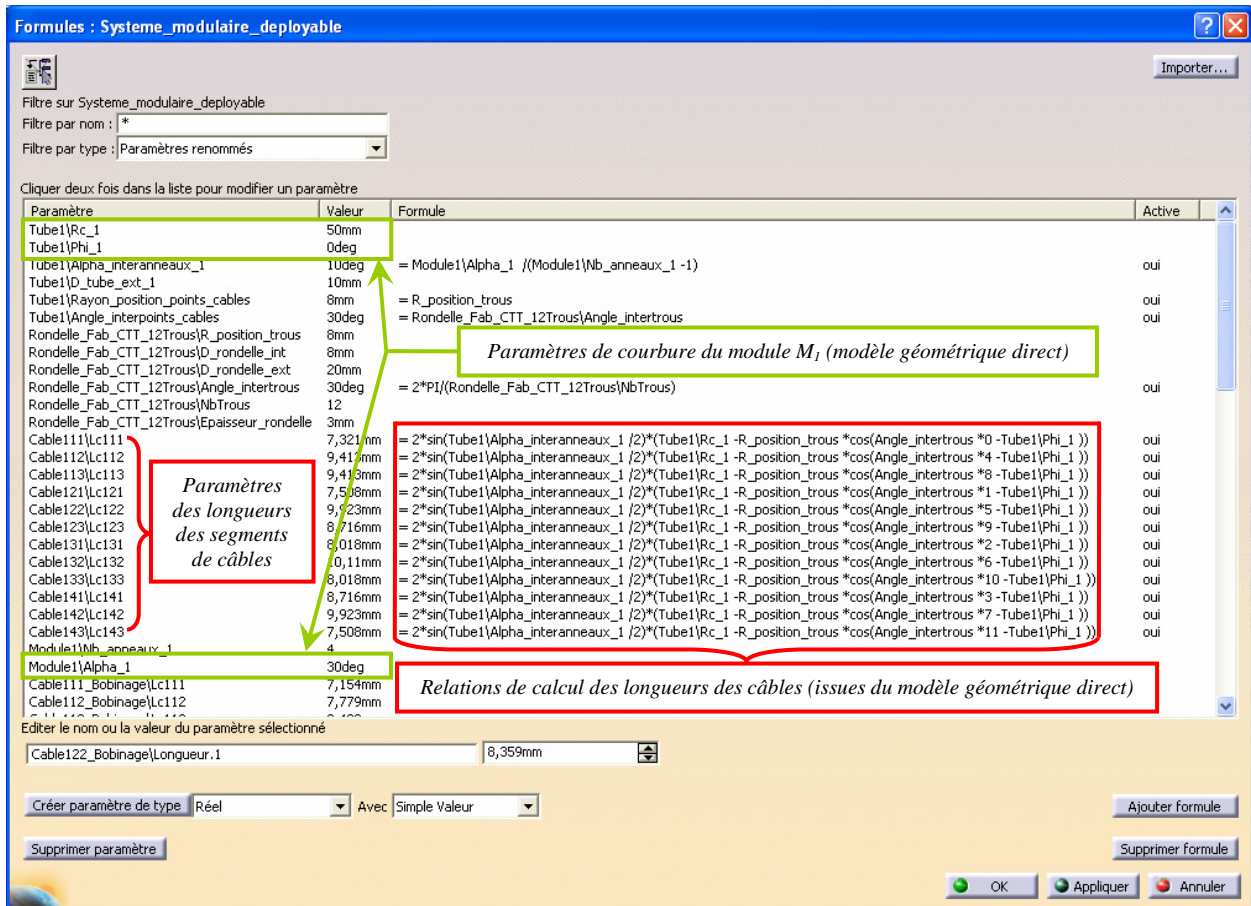 Formules : Systeme_modulaire_deployable
Importer...
Filtre sur Systeme_modulaire_deployable
Filtre par nom : *
Filtre par type : Paramètres renommés
Cliquer deux fois dans la liste pour modifier un paramètre
Paramètre Valeur Formule Active
Tube1\Rc_1 50mm
Tube1\Phi_1 0deg
Tube1\Alpha_interanneaux_1 10deg = Module1\Alpha_1 /(Module1\Nb_anneaux_1 -1) oui
Tube1\D_tube_ext_1 10mm
Tube1\Rayon_position_points_cables 8mm = R_position_trous oui
Tube1\Angle_interpoints_cables 30deg = Rondelle_Fab_CTT_12Trous\Angle_intertrous oui
Rondelle_Fab_CTT_12Trous\R_position_trous 8mm
Rondelle_Fab_CTT_12Trous\D_rondelle_int 8mm
Rondelle_Fab_CTT_12Trous\D_rondelle_ext 20mm
Paramètres de courbure du module M1 (modèle géométrique direct)
Rondelle_Fab_CTT_12Trous\Angle_intertrous 30deg = 2*PI/(Rondelle_Fab_CTT_12Trous\NbTrous) oui
Rondelle_Fab_CTT_12Trous\NbTrous 12
Rondelle_Fab_CTT_12Trous\Epaisseur_rondelle 3mm
Cable111\Lc111 7,321mm = 2*sin(Tube1\Alpha_interanneaux_1 /2)*(Tube1\Rc_1 -R_position_trous *cos(Angle_intertrous *0 -Tube1\Phi_1 )) oui
Cable112\Lc112 9,413mm = 2*sin(Tube1\Alpha_interanneaux_1 /2)*(Tube1\Rc_1 -R_position_trous *cos(Angle_intertrous *4 -Tube1\Phi_1 )) oui
Cable113\Lc113 9,413mm = 2*sin(Tube1\Alpha_interanneaux_1 /2)*(Tube1\Rc_1 -R_position_trous *cos(Angle_intertrous *8 -Tube1\Phi_1 )) oui
Cable121\Lc121 7,508mm = 2*sin(Tube1\Alpha_interanneaux_1 /2)*(Tube1\Rc_1 -R_position_trous *cos(Angle_intertrous *1 -Tube1\Phi_1 )) oui
Cable122\Lc122 9,923mm = 2*sin(Tube1\Alpha_interanneaux_1 /2)*(Tube1\Rc_1 -R_position_trous *cos(Angle_intertrous *5 -Tube1\Phi_1 )) oui
Cable123\Lc123 8,716mm = 2*sin(Tube1\Alpha_interanneaux_1 /2)*(Tube1\Rc_1 -R_position_trous *cos(Angle_intertrous *9 -Tube1\Phi_1 )) oui
Cable131\Lc131 8,018mm = 2*sin(Tube1\Alpha_interanneaux_1 /2)*(Tube1\Rc_1 -R_position_trous *cos(Angle_intertrous *2 -Tube1\Phi_1 )) oui
Cable132\Lc132 10,11mm = 2*sin(Tube1\Alpha_interanneaux_1 /2)*(Tube1\Rc_1 -R_position_trous *cos(Angle_intertrous *6 -Tube1\Phi_1 )) oui
Cable133\Lc133 8,018mm = 2*sin(Tube1\Alpha_interanneaux_1 /2)*(Tube1\Rc_1 -R_position_trous *cos(Angle_intertrous *10 -Tube1\Phi_1 )) oui
Cable141\Lc141 8,716mm = 2*sin(Tube1\Alpha_interanneaux_1 /2)*(Tube1\Rc_1 -R_position_trous *cos(Angle_intertrous *3 -Tube1\Phi_1 )) oui
Cable142\Lc142 9,923mm = 2*sin(Tube1\Alpha_interanneaux_1 /2)*(Tube1\Rc_1 -R_position_trous *cos(Angle_intertrous *7 -Tube1\Phi_1 )) oui
Cable143\Lc143 7,508mm = 2*sin(Tube1\Alpha_interanneaux_1 /2)*(Tube1\Rc_1 -R_position_trous *cos(Angle_intertrous *11 -Tube1\Phi_1 )) oui
Paramètres
des longueurs
des segments
de câbles
Module1\Nb_anneaux_1 4
Module1\Alpha_1 30deg
Cable111_Bobinage\Lc111 7,154mm
Relations de calcul des longueurs des câbles (issues du modèle géométrique direct)
Cable112_Bobinage\Lc112 7,779mm
Editer le nom ou la valeur du paramètre sélectionné
Cable122_Bobinage\Longueur.1 8,359mm
Créer paramètre de type Réel Avec Simple Valeur Ajouter formule
Supprimer paramètre Supprimer formule
OK Appliquer Annuler